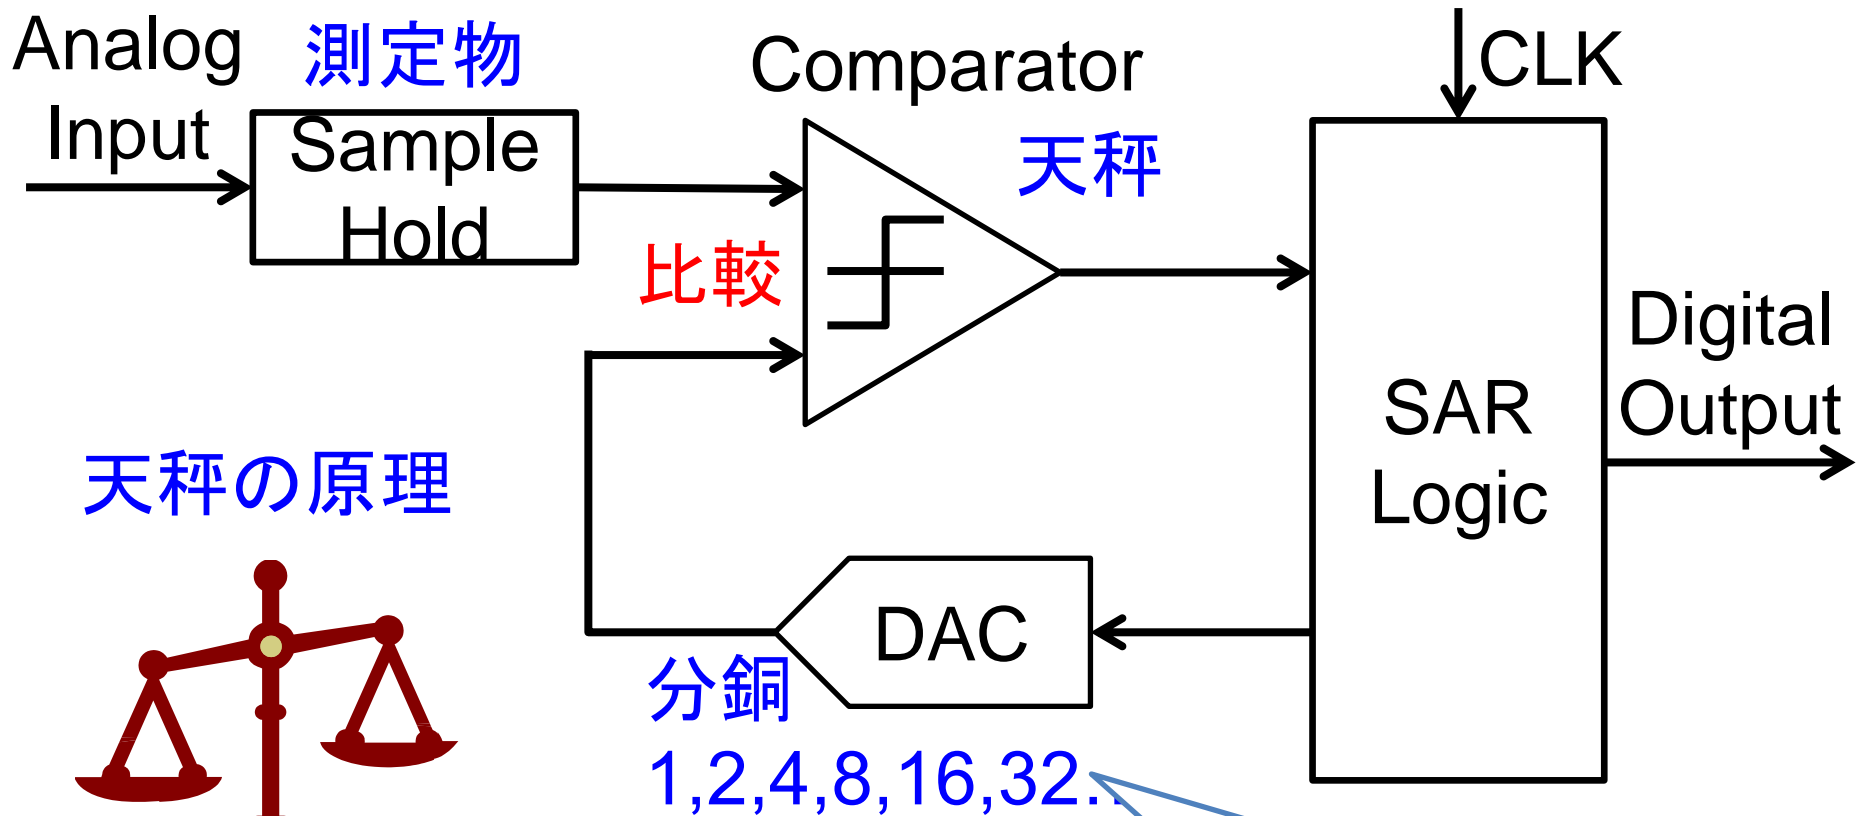 Analog
Input
測定物
Sample
Hold
Comparator
天秤
比較
CLK
SAR
Logic
Digital
Output
天秤の原理
DAC
分銅
1,2,4,8,16,32..